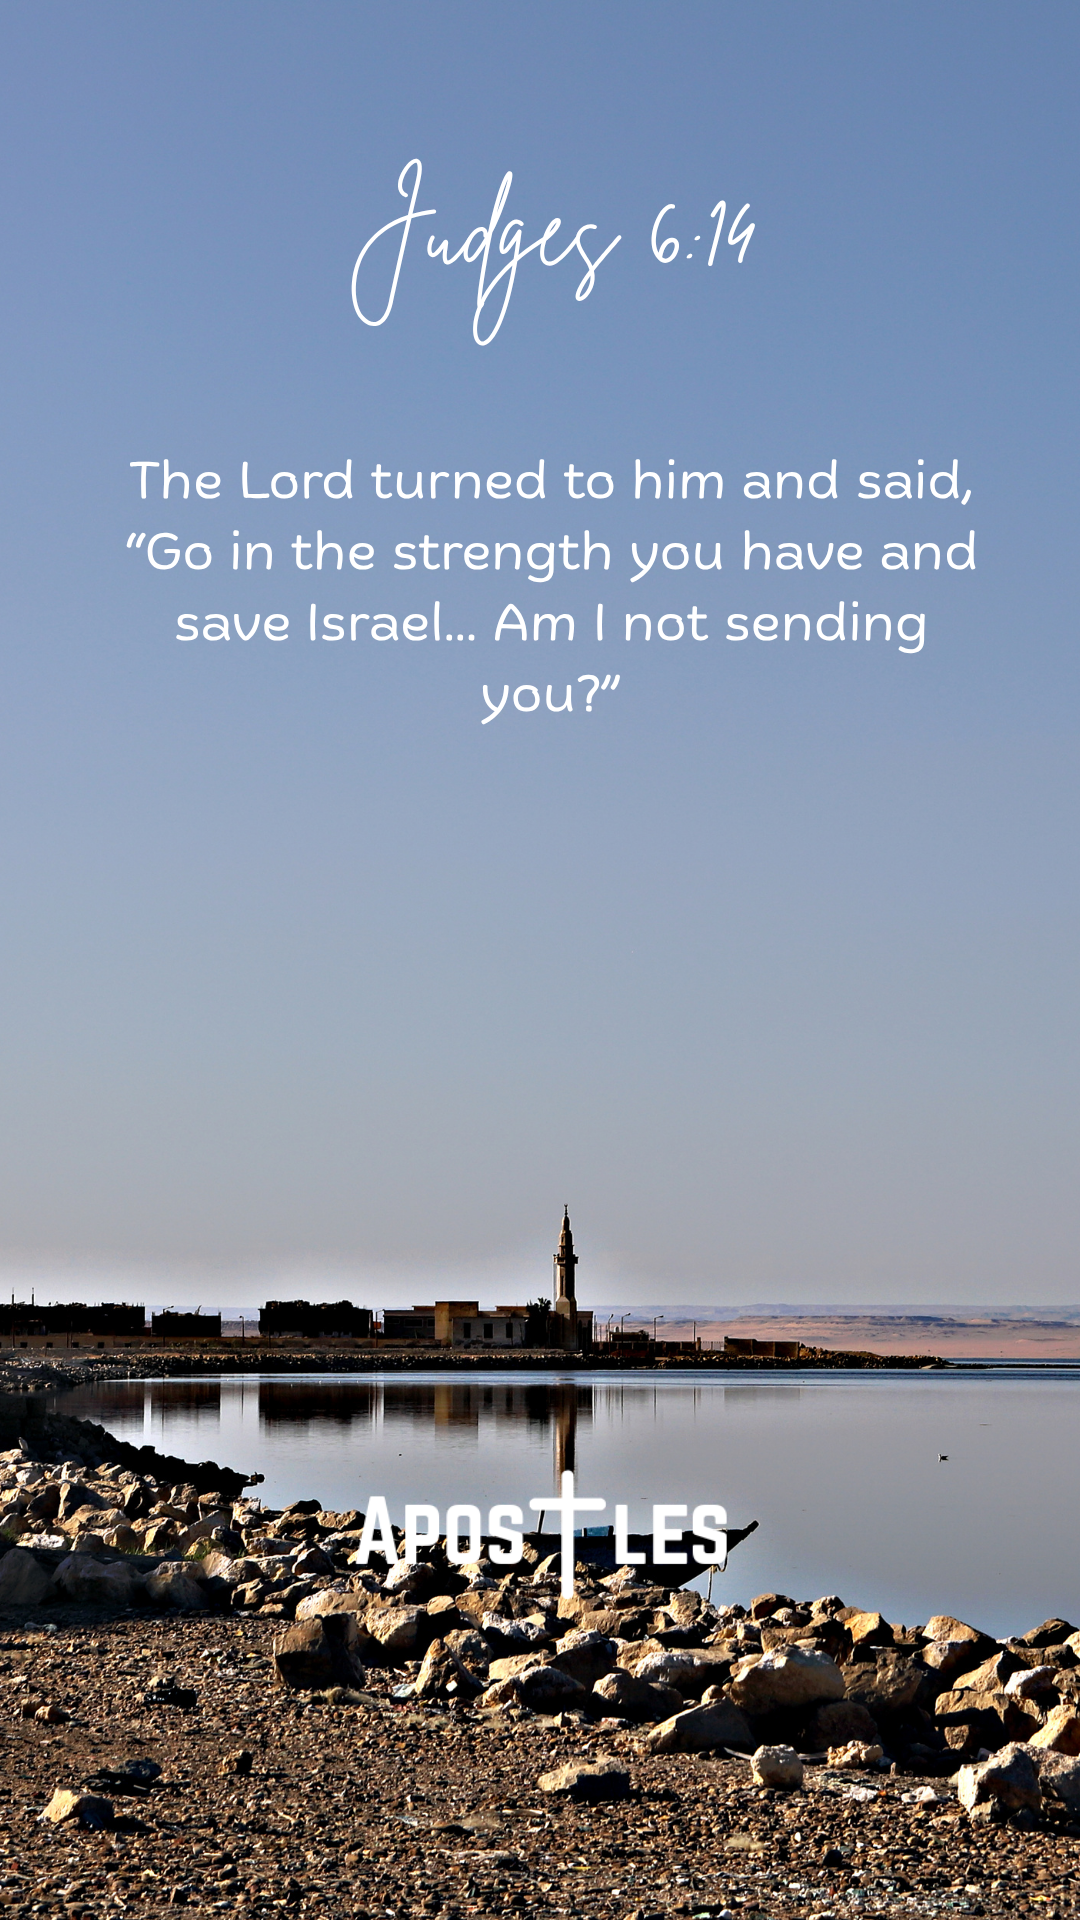 Judges 6:14
The Lord turned to him and said,
“Go in the strength you have and
save Israel... Am I not sending
you?”
APOSTLES